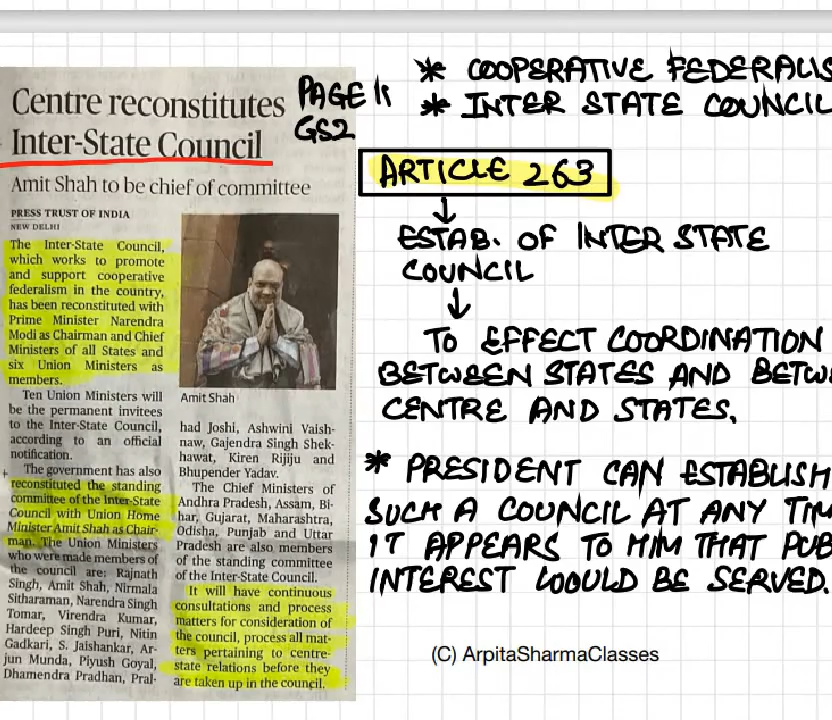 Centre reconstitutes
Inter-State Council
Amit Shah to be chief of committee
PRESS TRUST OF INDIA
NEW DELHI
The Inter-State Council,
which works to promote
and support cooperative
federalism in the country,
has been reconstituted with
Prime Minister Narendra
Modi as Chairman and Chief
Ministers of all States and
six Union Ministers as
members.
Ten Union Ministers will
be the permanent invitees
to the Inter-State Council,
according to an official
notification.
The government has also
reconstituted the standing
committee of the Inter-State
Council with Union Home
Minister Amit Shah as Chair-
man. The Union Ministers
who were made members of
the council are: Rajnath
Singh, Amit Shah, Nirmala
Sitharaman, Narendra Singh
Tomar, Virendra Kumar,
Hardeep Singh Puri, Nitin
Gadkari, S. Jaishankar, Ar-
jun Munda, Piyush Goyal,
Dhamendra Pradhan, Pral-
Amit Shah
had Joshi, Ashwini Vaish-
naw, Gajendra Singh Shek-
hawat, Kiren Rijiju and
Bhupender Yadav.
The Chief Ministers of
Andhra Pradesh, Assam, Bi-
har, Gujarat, Maharashtra,
Odisha, Punjab and Uttar
Pradesh are also members
of the standing committee
of the Inter-State Council.
It will have continuous
consultations and process
matters for consideration of
the council, process all mat-
ters pertaining to centre-
state relations before they
are taken up in the council.
PAGE 11
GS2
* COOPERATIVE FEDERALIS
* INTER STATE COUNCIL
ARTICLE 263
ESTAB. OF INTER STATE
COUNCIL
TO EFFECT COORDINATION
BETWEEN STATES AND BETWE
CENTRE AND STATES.
* PRESIDENT CAN ESTABLISH
SUCH A COUNCIL AT ANY TIM
IT APPEARS TO HIM THAT PUB
INTEREST WOULD BE SERVED.
(C) ArpitaSharmaClasses